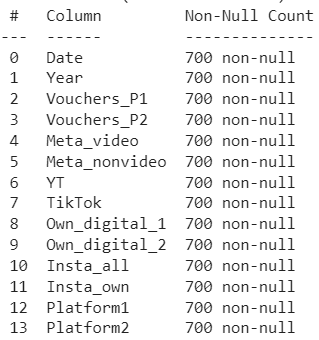 # Column Non-Null Count
--- ------ --------------
0 Date 700 non-null
1 Year 700 non-null
2 Vouchers_P1 700 non-null
3 Vouchers_P2 700 non-null
4 Meta_video 700 non-null
5 Meta_nonvideo 700 non-null
6 YT 700 non-null
7 TikTok 700 non-null
8 Own_digital_1 700 non-null
9 Own_digital_2 700 non-null
10 Insta_all 700 non-null
11 Insta_own 700 non-null
12 Platform1 700 non-null
13 Platform2 700 non-null